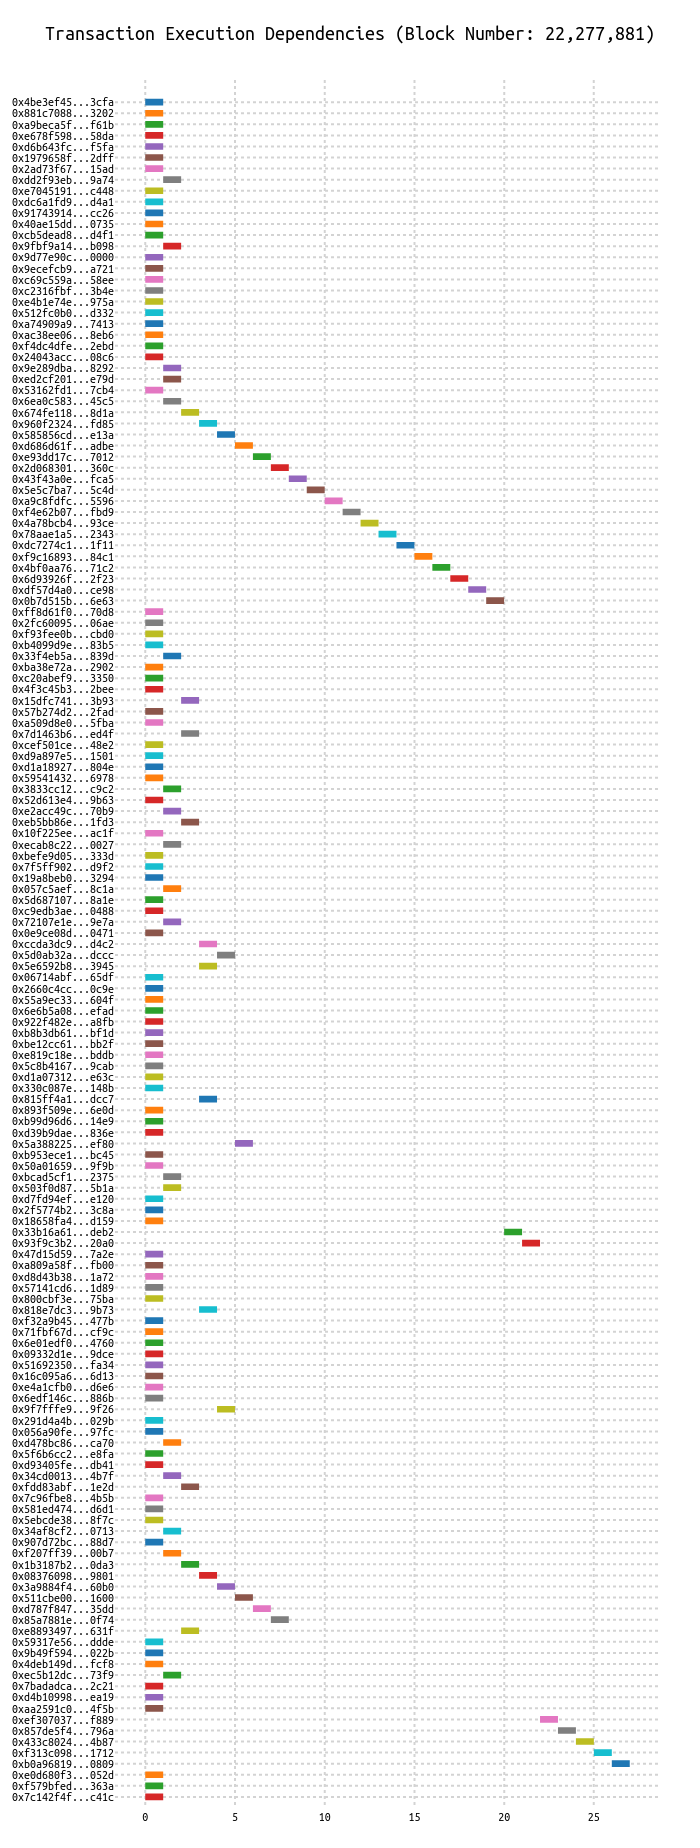 Transaction Execution Dependencies (Block Number: 22,277,881)
0x4be3ef45...3cfa
0x881c7088...3202
0xa9beca5f...f61b
0xe678f598...58da
0xd6b643fc...f5fa
0x1979658f...2dff
0x2ad73f67...15ad
0xdd2f93eb...9a74
0xe7045191...c448
0xdc6a1fd9...d4a1
0x91743914...cc26
0x40ae15dd...0735
0xcb5dead8...d4f1
0x9fbf9a14...b098
0x9d77e90c...0000
0x9ecefcb9...a721
0xc69c559a...58ee
0xc2316fbf...3b4e
0xe4b1e74e...975a
0x512fc0b0...d332
0xa74909a9...7413
0xac38ee06...8eb6
0xf4dc4dfe...2ebd
0x24043acc...08c6
0x9e289dba...8292
0xed2cf201...e79d
0x53162fd1...7cb4
0x6ea0c583...45c5
0x674fe118...8d1a
0x960f2324...fd85
0x585856cd...e13a
0xd686d61f...adbe
0xe93dd17c...7012
0x2d068301...360c
0x43f43a0e...fca5
0x5e5c7ba7...5c4d
0xa9c8fdfc...5596
0xf4e62b07...fbd9
0x4a78bcb4...93ce
0x78aae1a5...2343
0xdc7274c1...1f11
0xf9c16893...84c1
0x4bf0aa76...71c2
0x6d93926f...2f23
0xdf57d4a0...ce98
0x0b7d515b...6e63
0xff8d61f0...70d8
0x2fc60095...06ae
0xf93fee0b...cbd0
0xb4099d9e...83b5
0x33f4eb5a...839d
0xba38e72a...2902
0xc20abef9...3350
0x4f3c45b3...2bee
0x15dfc741...3b93
0x57b274d2...2fad
0xa509d8e0...5fba
0x7d1463b6...ed4f
0xcef501ce...48e2
0xd9a897e5...1501
0xd1a18927...804e
0x59541432...6978
0x3833cc12...c9c2
0x52d613e4...9b63
0xe2acc49c...70b9
0xeb5bb86e...1fd3
0x10f225ee...ac1f
0xecab8c22...0027
0xbefe9d05...333d
0x7f5ff902...d9f2
0x19a8beb0...3294
0x057c5aef...8c1a
0x5d687107...8a1e
0xc9edb3ae...0488
0x72107e1e...9e7a
0x0e9ce08d...0471
0xccda3dc9...d4c2
0x5d0ab32a...dccc
0x5e6592b8...3945
0x06714abf...65df
0x2660c4cc...0c9e
0x55a9ec33...604f
0x6e6b5a08...efad
0x922f482e...a8fb
0xb8b3db61...bf1d
0xbe12cc61...bb2f
0xe819c18e...bddb
0x5c8b4167...9cab
0xd1a07312...e63c
0x330c087e...148b
0x815ff4a1...dcc7
0x893f509e...6e0d
0xb99d96d6...14e9
0xd39b9dae...836e
0x5a388225...ef80
0xb953ece1...bc45
0x50a01659...9f9b
0xbcad5cf1...2375
0x503f0d87...5b1a
0xd7fd94ef...e120
0x2f5774b2...3c8a
0x18658fa4...d159
0x33b16a61...deb2
0x93f9c3b2...20a0
0x47d15d59...7a2e
0xa809a58f...fb00
0xd8d43b38...1a72
0x57141cd6...1d89
0x800cbf3e...75ba
0x818e7dc3...9b73
0xf32a9b45...477b
0x71fbf67d...cf9c
0x6e01edf0...4760
0x09332d1e...9dce
0x51692350...fa34
0x16c095a6...6d13
0xe4a1cfb0...d6e6
0x6edf146c...886b
0x9f7fffe9...9f26
0x291d4a4b...029b
0x056a90fe...97fc
0xd478bc86...ca70
0x5f6b6cc2...e8fa
0xd93405fe...db41
0x34cd0013...4b7f
0xfdd83abf...1e2d
0x7c96fbe8...4b5b
0x581ed474...d6d1
0x5ebcde38...8f7c
0x34af8cf2...0713
0x907d72bc...88d7
0xf207ff39...00b7
0x1b3187b2...0da3
0x08376098...9801
0x3a9884f4...60b0
0x511cbe00...1600
0xd787f847...35dd
0x85a7881e...0f74
0xe8893497...631f
0x59317e56...ddde
0x9b49f594...022b
0x4deb149d...fcf8
0xec5b12dc...73f9
0x7badadca...2c21
0xd4b10998...ea19
0xaa2591c0...4f5b
0xef307037...f889
0x857de5f4...796a
0x433c8024...4b87
0xf313c098...1712
0xb0a96819...0809
0xe0d680f3...052d
0xf579bfed...363a
0x7c142f4f...c41c
0 5 10 15 20 25